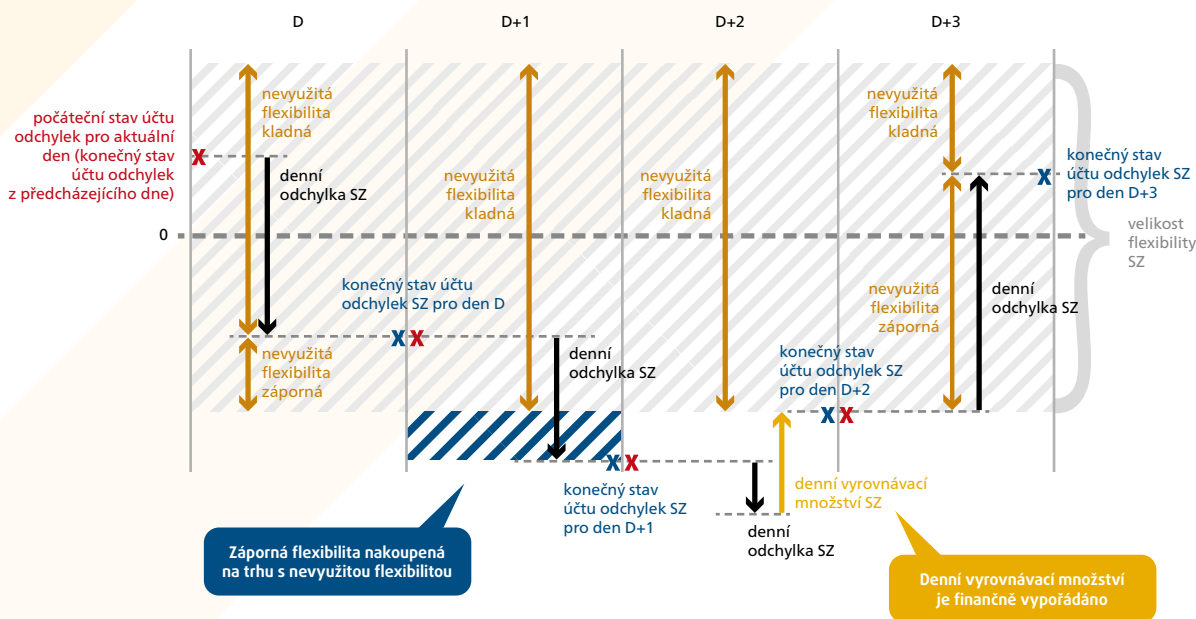 D
D+1
D+2
D+3
počáteční stav účtu
odchylek pro aktuální
den (konečný stav
účtu odchylek
z předcházejícího dne)
nevyužitá
flexibilita
kladná
denní
odchylka SZ
nevyužitá
flexibilita
kladná
nevyužitá
flexibilita
kladná
nevyužitá
flexibilita
kladná
konečný stav
účtu odchylek SZ
pro den D+3
0
velikost
flexibility
SZ
konečný stav účtu
odchylek SZ pro den D
nevyužitá
flexibilita
záporná
denní
odchylka SZ
nevyužitá
flexibilita
záporná
denní
odchylka SZ
konečný stav
účtu odchylek SZ
pro den D+2
konečný stav
účtu odchylek SZ
pro den D+1
denní vyrovnávací
množství SZ
denní
odchylka SZ
Záporná flexibilita nakoupená
na trhu s nevyužitou flexibilitou
Denní vyrovnávací množství
je finančně vypořádáno